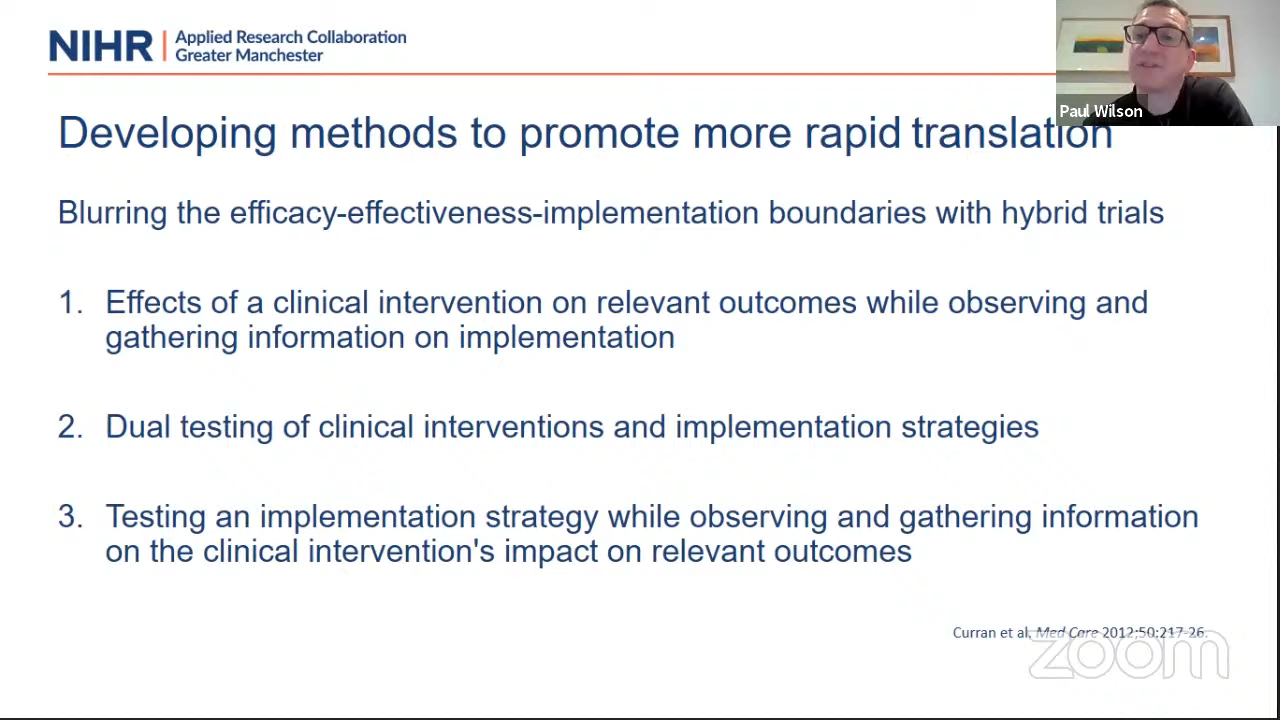 NIHR | Applied Research Collaboration
Greater Manchester
Paul Wilson
Developing methods to promote more rapid translation
Blurring the efficacy-effectiveness-implementation boundaries with hybrid trials
1. Effects of a clinical intervention on relevant outcomes while observing and
gathering information on implementation
2. Dual testing of clinical interventions and implementation strategies
3. Testing an implementation strategy while observing and gathering information
on the clinical intervention's impact on relevant outcomes
Curran et al, Med Care 2012;50:217-26.
zoom